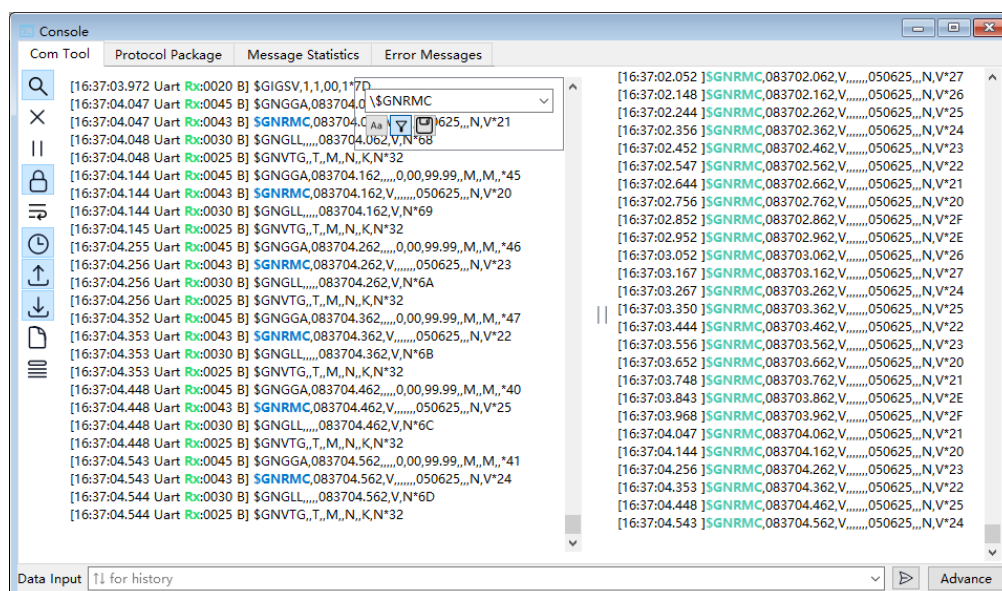 Console
Com Tool Protocol Package Message Statistics Error Messages
[16:37:03.972 Uart Rx:0020 B] $GIGSV,1,1,00,1*7D
[16:37:04.047 Uart Rx:0045 B] $GNGGA,083704.0
[16:37:04.047 Uart Rx:0043 B] $GNRMC,083704.0 0625,,,N,V*21
[16:37:04.048 Uart Rx:0030 B] $GNGLL,,,,,083704.062,V,N*68
[16:37:04.048 Uart Rx:0025 B] $GNVTG,,T,,M,,N,,K,N*32
[16:37:04.144 Uart Rx:0045 B] $GNGGA,083704.162,,,,,0,00,99.99,,M,,M,,*45
[16:37:04.144 Uart Rx:0043 B] $GNRMC,083704.162,V,,,,,,,050625,,,N,V*20
[16:37:04.144 Uart Rx:0030 B] $GNGLL,,,,,083704.162,V,N*69
[16:37:04.145 Uart Rx:0025 B] $GNVTG,,T,,M,,N,,K,N*32
[16:37:04.255 Uart Rx:0045 B] $GNGGA,083704.262,,,,,0,00,99.99,,M,,M,,*46
[16:37:04.256 Uart Rx:0043 B] $GNRMC,083704.262,V,,,,,,,050625,,,N,V*23
[16:37:04.256 Uart Rx:0030 B] $GNGLL,,,,,083704.262,V,N*6A
[16:37:04.256 Uart Rx:0025 B] $GNVTG,,T,,M,,N,,K,N*32
[16:37:04.352 Uart Rx:0045 B] $GNGGA,083704.362,,,,,0,00,99.99,,M,,M,,*47
[16:37:04.353 Uart Rx:0043 B] $GNRMC,083704.362,V,,,,,,,050625,,,N,V*22
[16:37:04.353 Uart Rx:0030 B] $GNGLL,,,,,083704.362,V,N*6B
[16:37:04.353 Uart Rx:0025 B] $GNVTG,,T,,M,,N,,K,N*32
[16:37:04.448 Uart Rx:0045 B] $GNGGA,083704.462,,,,,0,00,99.99,,M,,M,,*40
[16:37:04.448 Uart Rx:0043 B] $GNRMC,083704.462,V,,,,,,,050625,,,N,V*25
[16:37:04.448 Uart Rx:0030 B] $GNGLL,,,,,083704.462,V,N*6C
[16:37:04.448 Uart Rx:0025 B] $GNVTG,,T,,M,,N,,K,N*32
[16:37:04.543 Uart Rx:0045 B] $GNGGA,083704.562,,,,,0,00,99.99,,M,,M,,*41
[16:37:04.543 Uart Rx:0043 B] $GNRMC,083704.562,V,,,,,,,050625,,,N,V*24
[16:37:04.544 Uart Rx:0030 B] $GNGLL,,,,,083704.562,V,N*6D
[16:37:04.544 Uart Rx:0025 B] $GNVTG,,T,,M,,N,,K,N*32
\$GNRMC
Aa
[16:37:02.052 ]$GNRMC,083702.062,V,,,,,,,050625,,,N,V*27
[16:37:02.148 ]$GNRMC,083702.162,V,,,,,,,050625,,,N,V*26
[16:37:02.244 ]$GNRMC,083702.262,V,,,,,,,050625,,,N,V*25
[16:37:02.356 ]$GNRMC,083702.362,V,,,,,,,050625,,,N,V*24
[16:37:02.452 ]$GNRMC,083702.462,V,,,,,,,050625,,,N,V*23
[16:37:02.547 ]$GNRMC,083702.562,V,,,,,,,050625,,,N,V*22
[16:37:02.644 ]$GNRMC,083702.662,V,,,,,,,050625,,,N,V*21
[16:37:02.756 ]$GNRMC,083702.762,V,,,,,,,050625,,,N,V*20
[16:37:02.852 ]$GNRMC,083702.862,V,,,,,,,050625,,,N,V*2F
[16:37:02.952 ]$GNRMC,083702.962,V,,,,,,,050625,,,N,V*2E
[16:37:03.052 ]$GNRMC,083703.062,V,,,,,,,050625,,,N,V*26
[16:37:03.167 ]$GNRMC,083703.162,V,,,,,,,050625,,,N,V*27
[16:37:03.267 ]$GNRMC,083703.262,V,,,,,,,050625,,,N,V*24
[16:37:03.350 ]$GNRMC,083703.362,V,,,,,,,050625,,,N,V*25
[16:37:03.444 ]$GNRMC,083703.462,V,,,,,,,050625,,,N,V*22
[16:37:03.556 ]$GNRMC,083703.562,V,,,,,,,050625,,,N,V*23
[16:37:03.652 ]$GNRMC,083703.662,V,,,,,,,050625,,,N,V*20
[16:37:03.748 ]$GNRMC,083703.762,V,,,,,,,050625,,,N,V*21
[16:37:03.843 ]$GNRMC,083703.862,V,,,,,,,050625,,,N,V*2E
[16:37:03.968 ]$GNRMC,083703.962,V,,,,,,,050625,,,N,V*2F
[16:37:04.047 ]$GNRMC,083704.062,V,,,,,,,050625,,,N,V*21
[16:37:04.144 ]$GNRMC,083704.162,V,,,,,,,050625,,,N,V*20
[16:37:04.256 ]$GNRMC,083704.262,V,,,,,,,050625,,,N,V*23
[16:37:04.353 ]$GNRMC,083704.362,V,,,,,,,050625,,,N,V*22
[16:37:04.448 ]$GNRMC,083704.462,V,,,,,,,050625,,,N,V*25
[16:37:04.543 ]$GNRMC,083704.562,V,,,,,,,050625,,,N,V*24
Data Input ↑↓ for history Advance